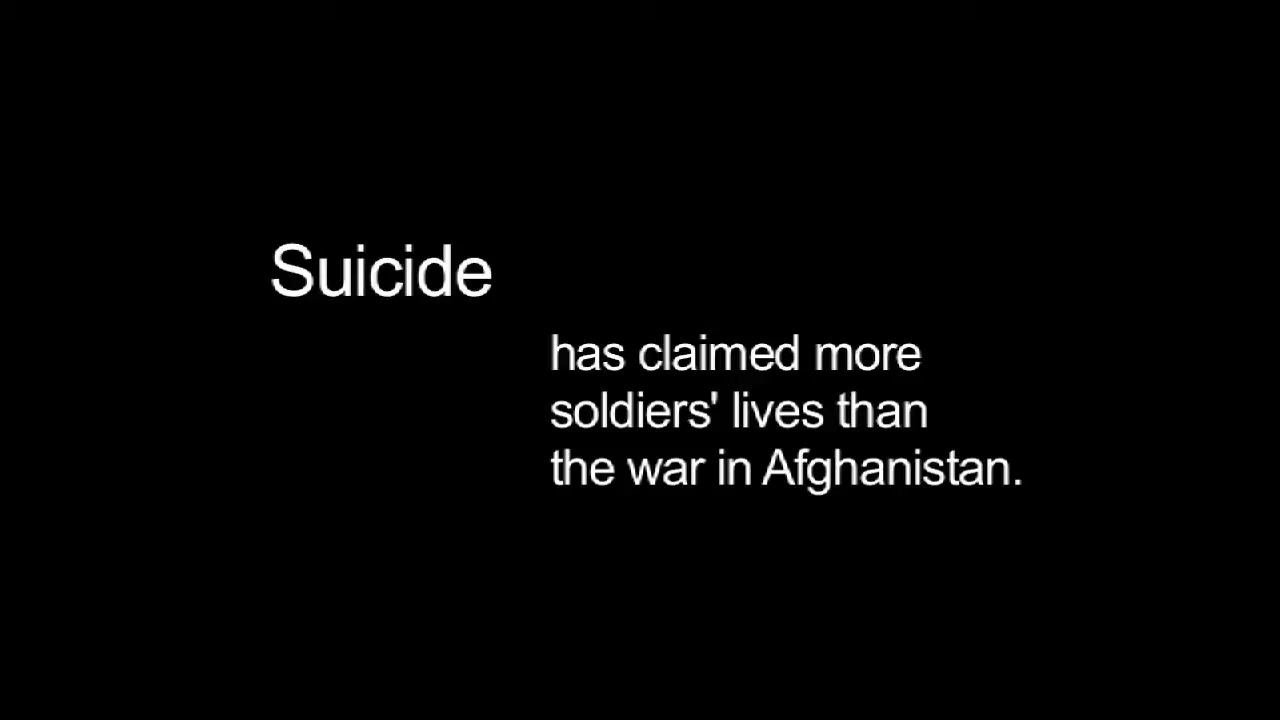 Suicide
has claimed more
soldiers' lives than
the war in Afghanistan.